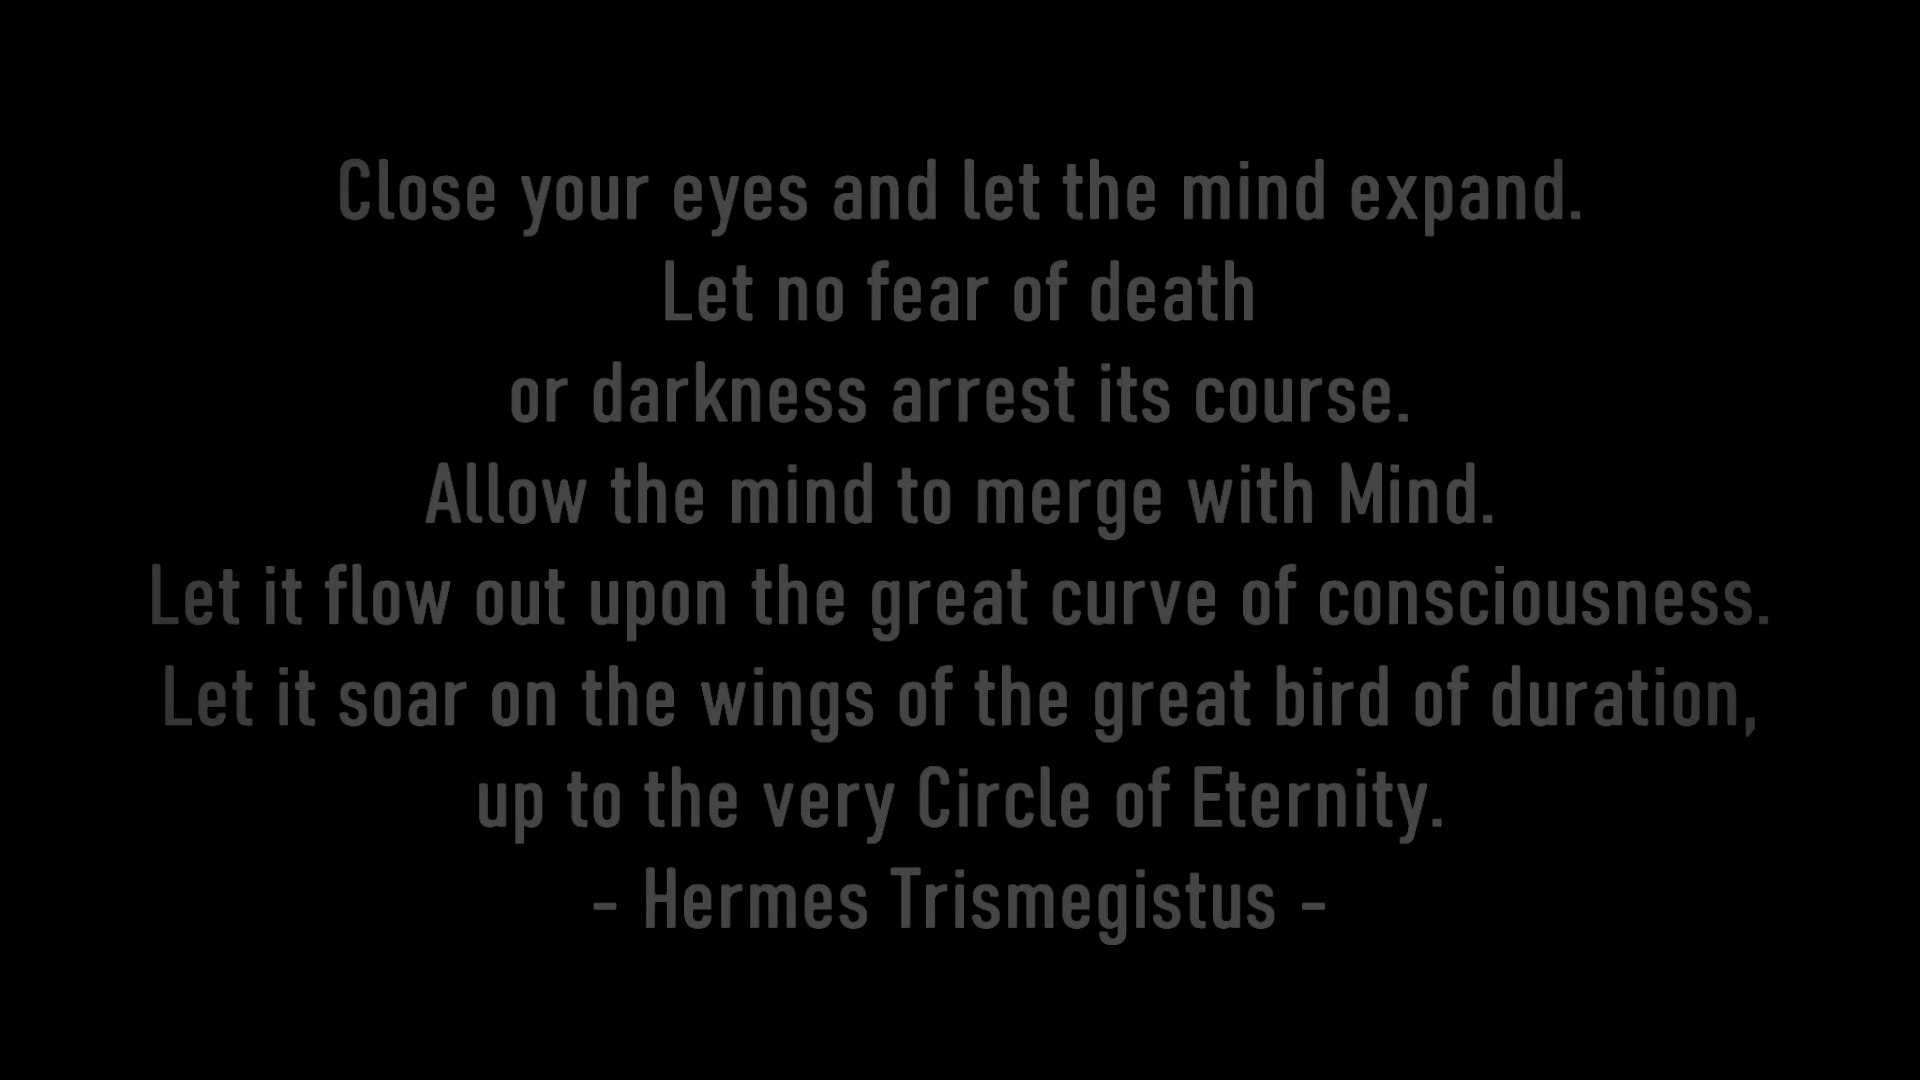 Close your eyes and let the mind expand.
Let no fear of death
or darkness arrest its course.
Allow the mind to merge with Mind.
Let it flow out upon the great curve of consciousness.
Let it soar on the wings of the great bird of duration,
up to the very Circle of Eternity.
- Hermes Trismegistus -